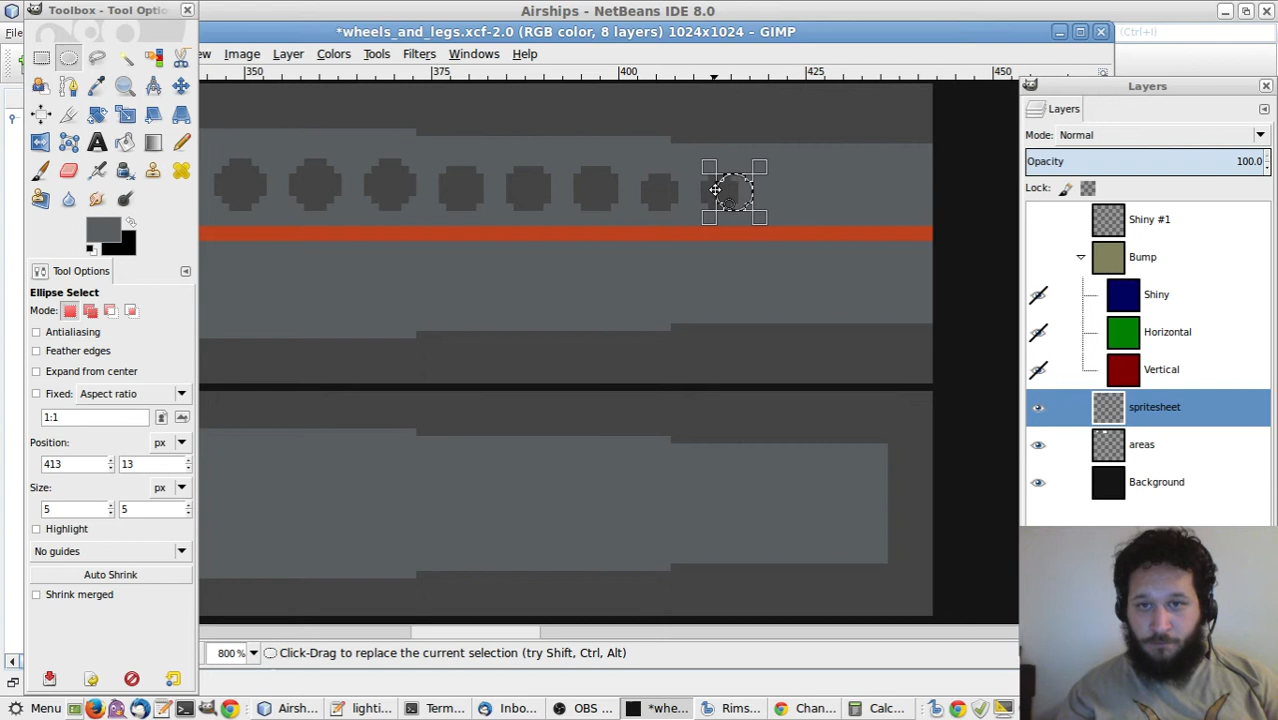 Toolbox - Tool Optic
Airships - NetBeans IDE 8.0
File
*wheels_and_legs.xcf-2.0 (RGB color, 8 layers) 1024x1024 – GIMP
(Ctrl+I)
ew Image Layer Colors Tools Filters Windows Help
350 375 400 425 450
Layers
Layers
Mode: Normal
Opacity 100.0
Lock:
Shiny #1
Bump
Shiny
Horizontal
Vertical
spritesheet
areas
Background
Tool Options
Ellipse Select
Mode:
Antialiasing
Feather edges
Expand from center
Fixed: Aspect ratio
1:1
Position: px
413 13
Size: px
5 5
Highlight
No guides
Auto Shrink
Shrink merged
800% Click-Drag to replace the current selection (try Shift, Ctrl, Alt)
Menu Airsh... lighti... Term... Inbo... OBS ... *whe... Rims... Chan... Calc...